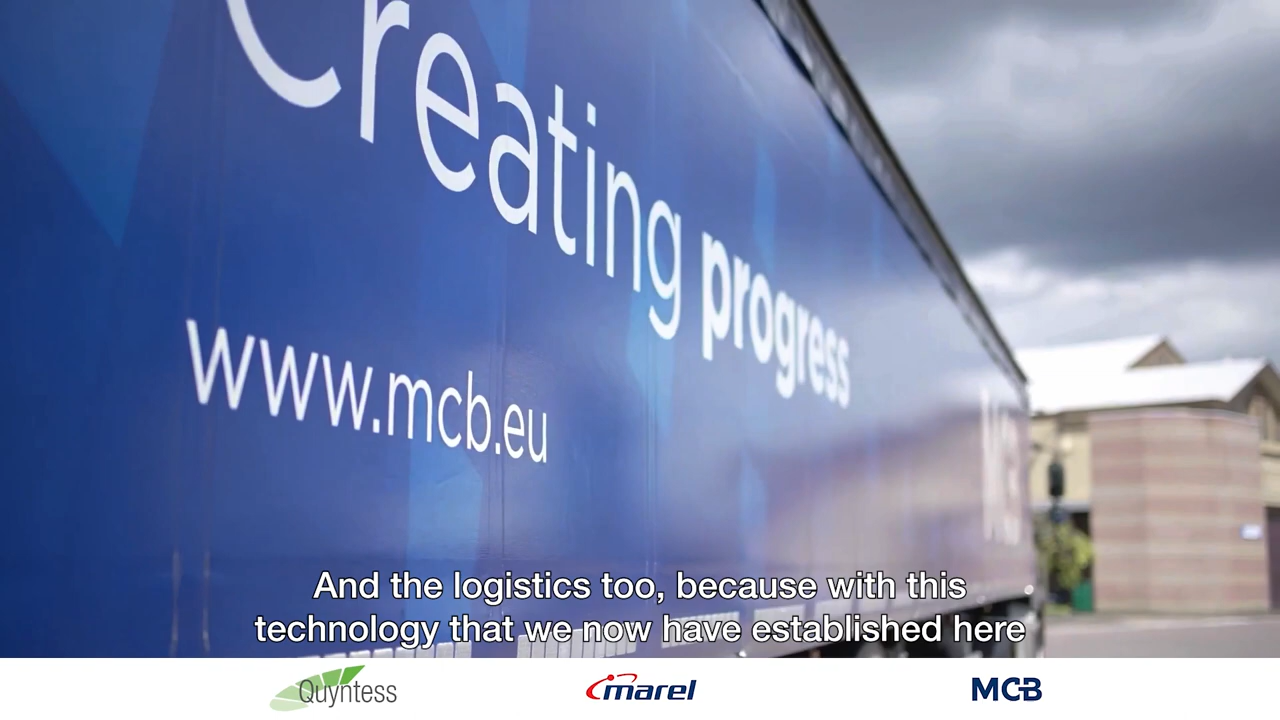 Creating progress
www.mcb.eu
And the logistics too, because with this
technology that we now have established here
Quyntess
marel
MCB